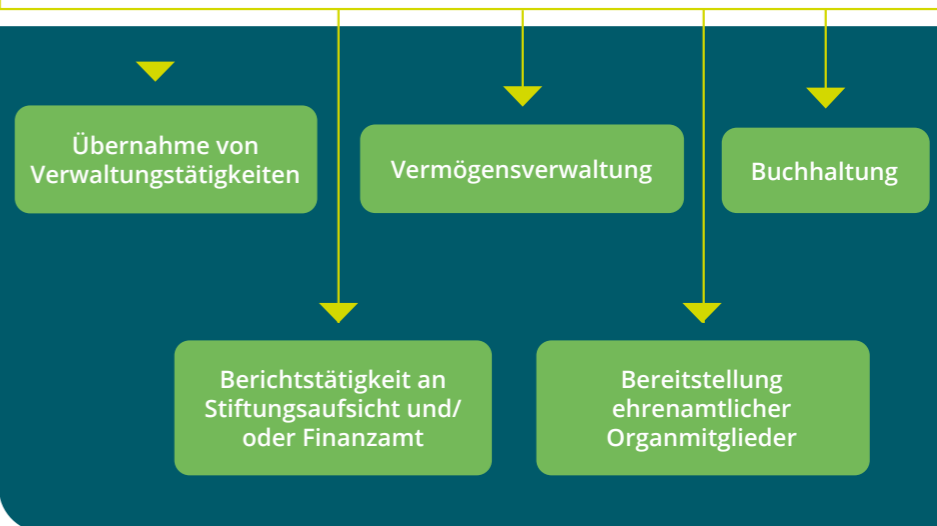 Übernahme von
Verwaltungstätigkeiten
Vermögensverwaltung
Buchhaltung
Berichtstätigkeit an
Stiftungsaufsicht und/
oder Finanzamt
Bereitstellung
ehrenamtlicher
Organmitglieder